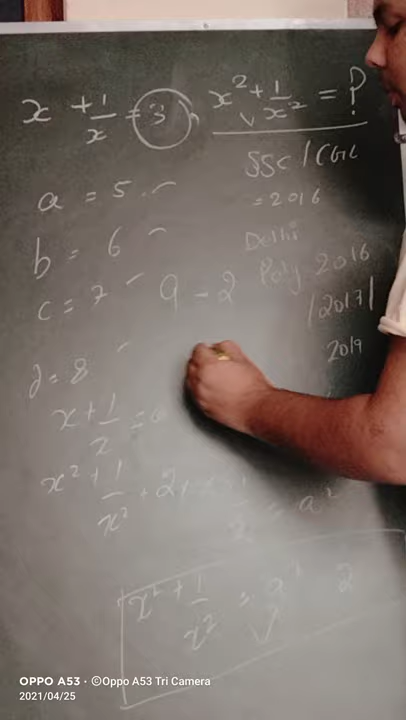 x + 1/x = 3, x² + 1/x² = ?
SSC / CGL
= 2016
a = 5
Delhi
b = 6
Poly 2016
c = 7
9 - 2
/2017/
2019
d = 8
x + 1/x =
x² + 1/x² + 2 = a²
x² + 1/x² = a² 2
OPPO A53 · ©Oppo A53 Tri Camera
2021/04/25